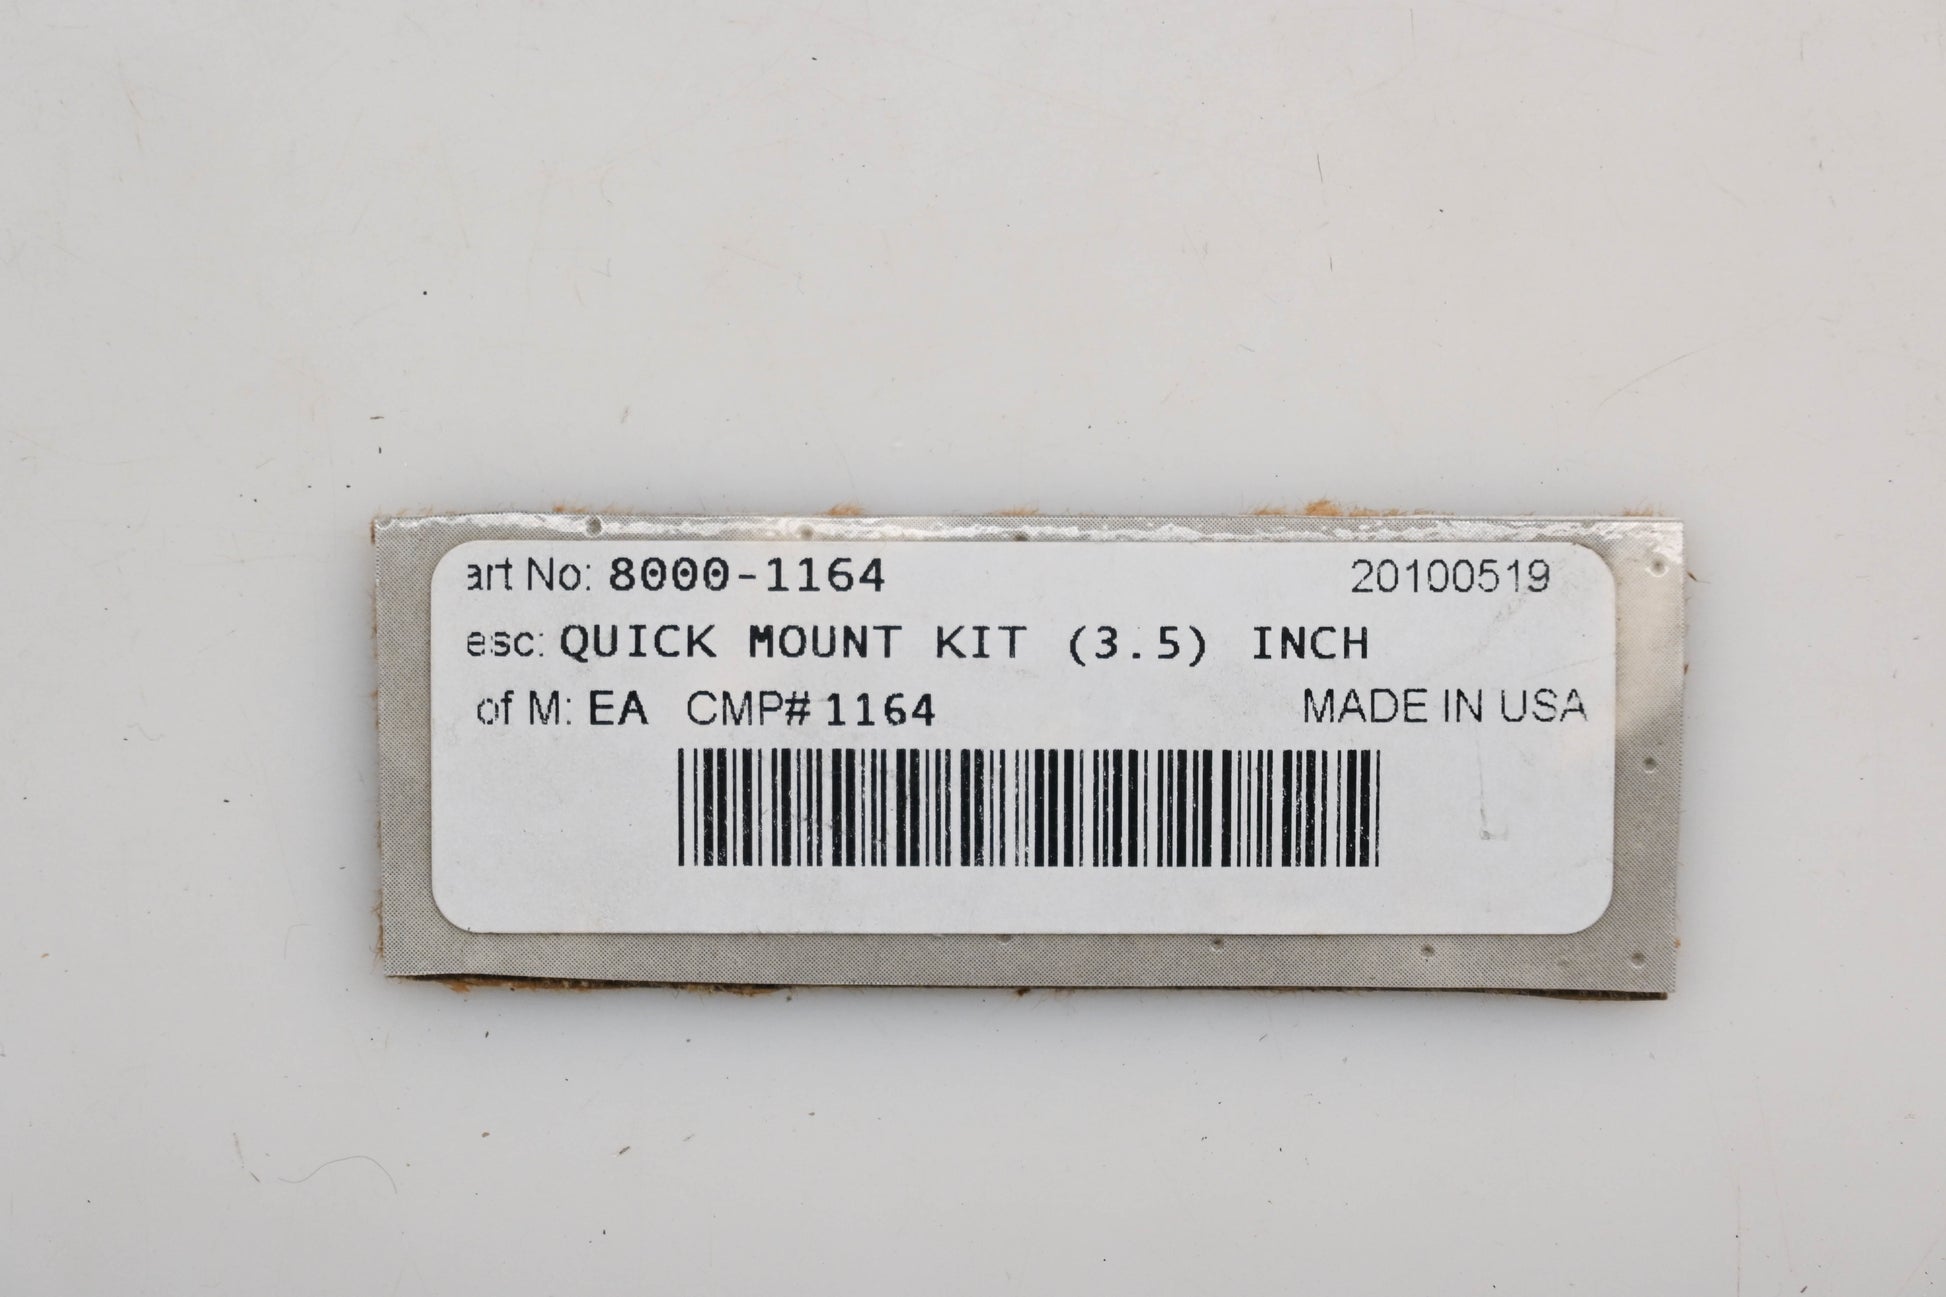 art No: 8000-1164 20100519
esc: QUICK MOUNT KIT (3.5) INCH
of M: EA CMP# 1164 MADE IN USA